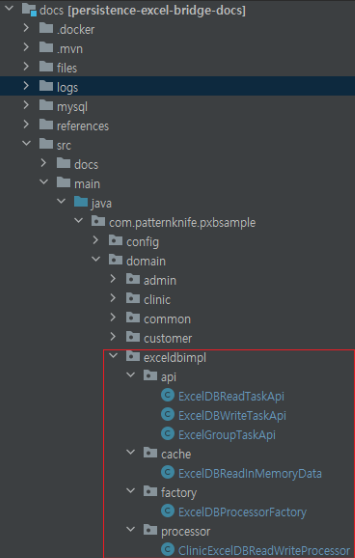 docs [persistence-excel-bridge-docs]
.docker
.mvn
files
logs
mysql
references
src
docs
main
java
com.patternknife.pxbsample
config
domain
admin
clinic
common
customer
exceldbimpl
api
ExcelDBReadTaskApi
ExcelDBWriteTaskApi
ExcelGroupTaskApi
cache
ExcelDBReadInMemoryData
factory
ExcelDBProcessorFactory
processor
ClinicExcelDBReadWriteProcessor